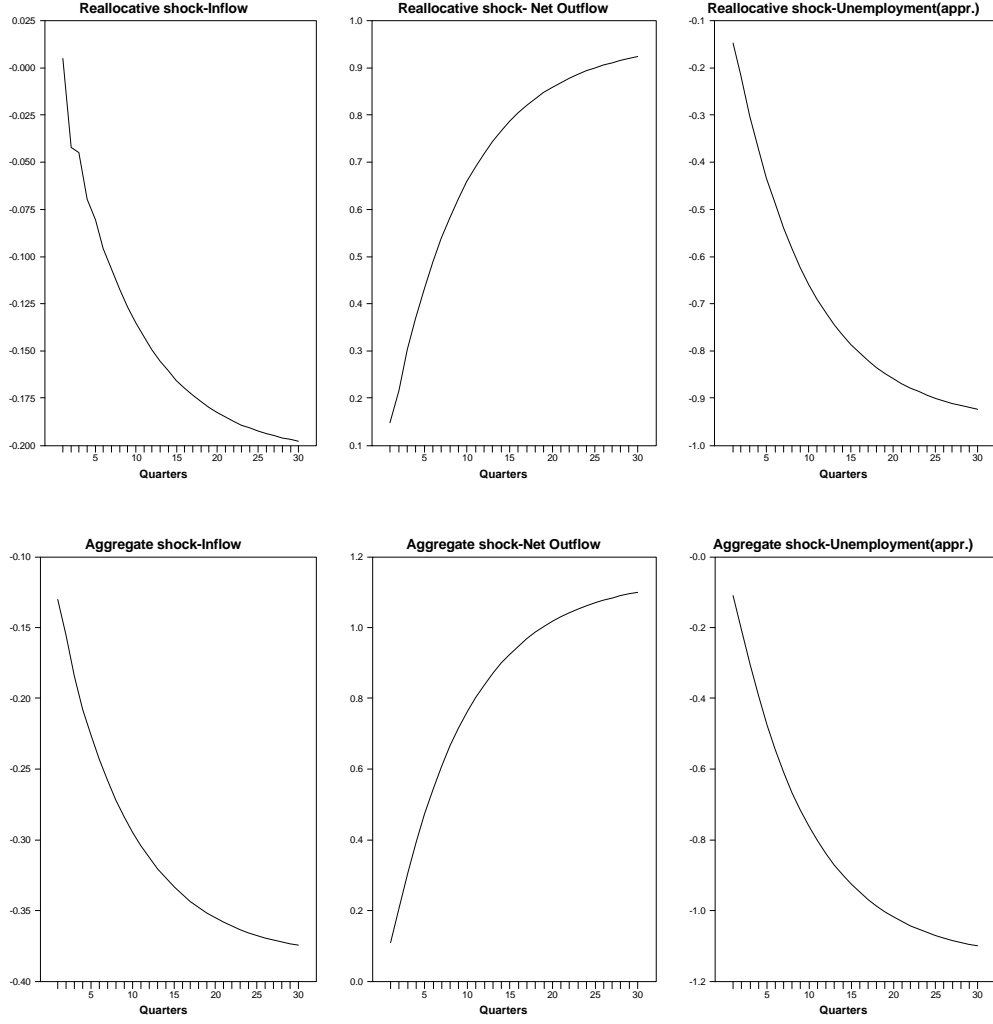 Reallocative shock-Inflow
0.025
-0.000
-0.025
-0.050
-0.075
-0.100
-0.125
-0.150
-0.175
-0.200
5 10 15 20 25 30
Quarters
Reallocative shock- Net Outflow
1.0
0.9
0.8
0.7
0.6
0.5
0.4
0.3
0.2
0.1
5 10 15 20 25 30
Quarters
Reallocative shock-Unemployment(appr.)
-0.1
-0.2
-0.3
-0.4
-0.5
-0.6
-0.7
-0.8
-0.9
-1.0
5 10 15 20 25 30
Quarters
Aggregate shock-Inflow
-0.10
-0.15
-0.20
-0.25
-0.30
-0.35
-0.40
5 10 15 20 25 30
Quarters
Aggregate shock-Net Outflow
1.2
1.0
0.8
0.6
0.4
0.2
0.0
5 10 15 20 25 30
Quarters
Aggregate shock-Unemployment(appr.)
-0.0
-0.2
-0.4
-0.6
-0.8
-1.0
-1.2
5 10 15 20 25 30
Quarters